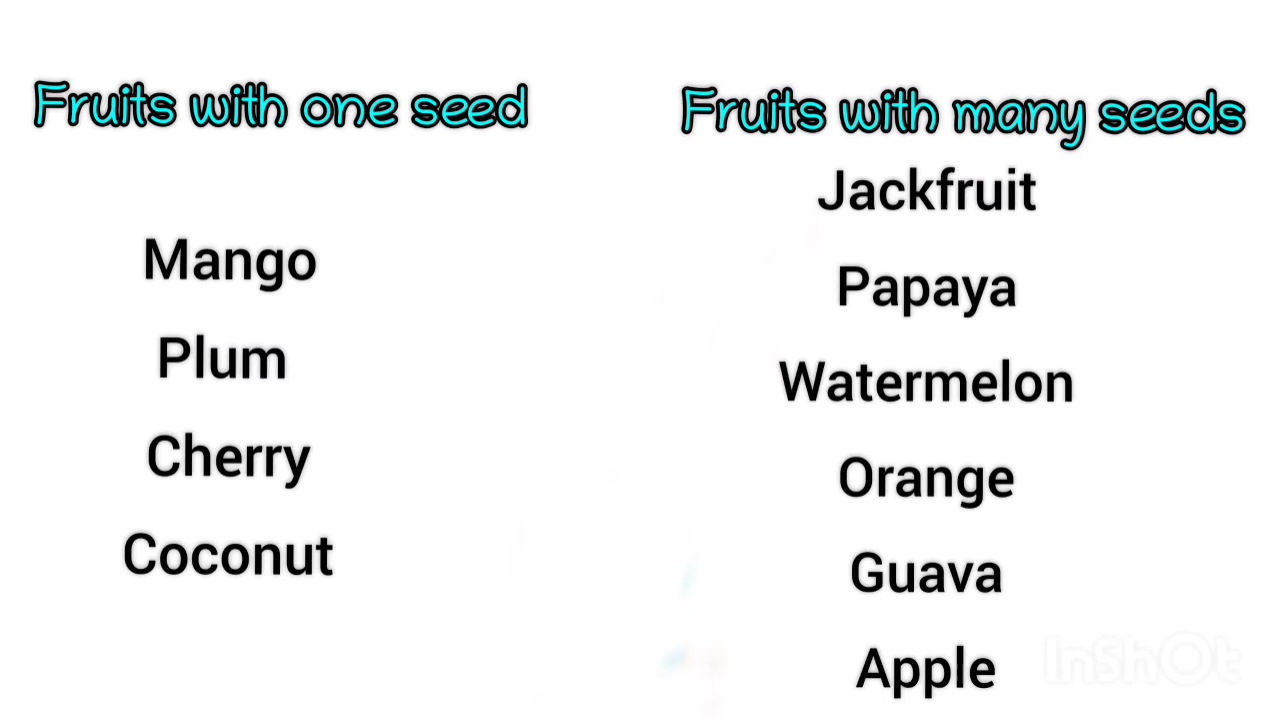 Fruits with one seed
Mango
Plum
Cherry
Coconut
Fruits with many seeds
Jackfruit
Papaya
Watermelon
Orange
Guava
Apple
InShOt